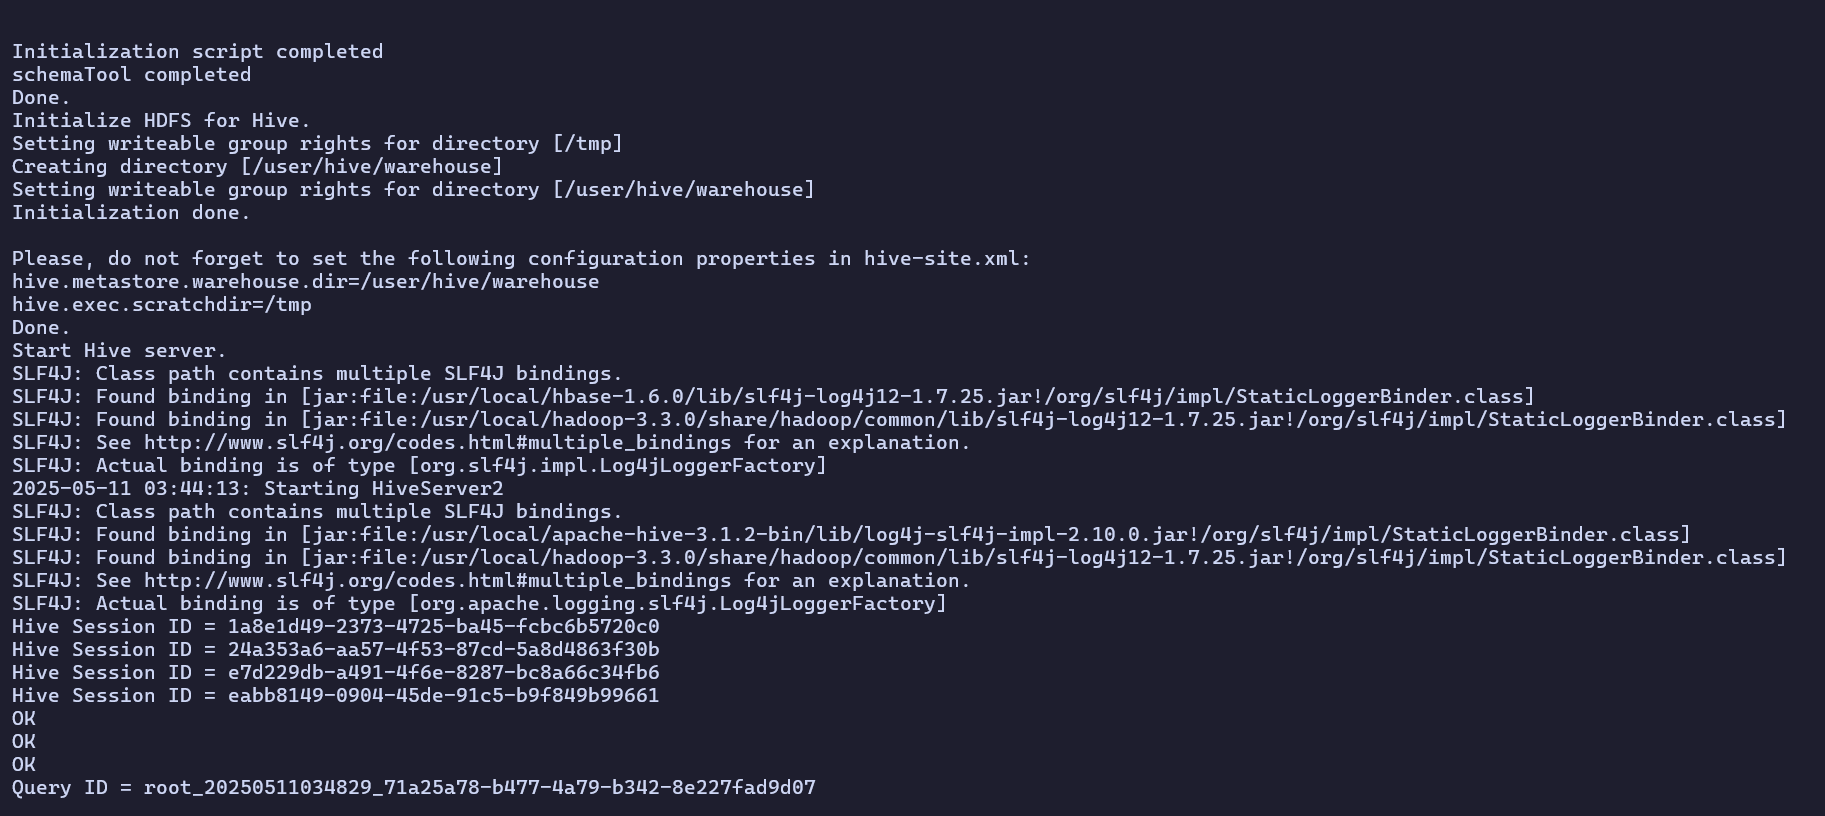 Initialization script completed
schemaTool completed
Done.
Initialize HDFS for Hive.
Setting writeable group rights for directory [/tmp]
Creating directory [/user/hive/warehouse]
Setting writeable group rights for directory [/user/hive/warehouse]
Initialization done.

Please, do not forget to set the following configuration properties in hive-site.xml:
hive.metastore.warehouse.dir=/user/hive/warehouse
hive.exec.scratchdir=/tmp
Done.
Start Hive server.
SLF4J: Class path contains multiple SLF4J bindings.
SLF4J: Found binding in [jar:file:/usr/local/hbase-1.6.0/lib/slf4j-log4j12-1.7.25.jar!/org/slf4j/impl/StaticLoggerBinder.class]
SLF4J: Found binding in [jar:file:/usr/local/hadoop-3.3.0/share/hadoop/common/lib/slf4j-log4j12-1.7.25.jar!/org/slf4j/impl/StaticLoggerBinder.class]
SLF4J: See http://www.slf4j.org/codes.html#multiple_bindings for an explanation.
SLF4J: Actual binding is of type [org.slf4j.impl.Log4jLoggerFactory]
2025-05-11 03:44:13: Starting HiveServer2
SLF4J: Class path contains multiple SLF4J bindings.
SLF4J: Found binding in [jar:file:/usr/local/apache-hive-3.1.2-bin/lib/log4j-slf4j-impl-2.10.0.jar!/org/slf4j/impl/StaticLoggerBinder.class]
SLF4J: Found binding in [jar:file:/usr/local/hadoop-3.3.0/share/hadoop/common/lib/slf4j-log4j12-1.7.25.jar!/org/slf4j/impl/StaticLoggerBinder.class]
SLF4J: See http://www.slf4j.org/codes.html#multiple_bindings for an explanation.
SLF4J: Actual binding is of type [org.apache.logging.slf4j.Log4jLoggerFactory]
Hive Session ID = 1a8e1d49-2373-4725-ba45-fcbc6b5720c0
Hive Session ID = 24a353a6-aa57-4f53-87cd-5a8d4863f30b
Hive Session ID = e7d229db-a491-4f6e-8287-bc8a66c34fb6
Hive Session ID = eabb8149-0904-45de-91c5-b9f849b99661
OK
OK
OK
Query ID = root_20250511034829_71a25a78-b477-4a79-b342-8e227fad9d07